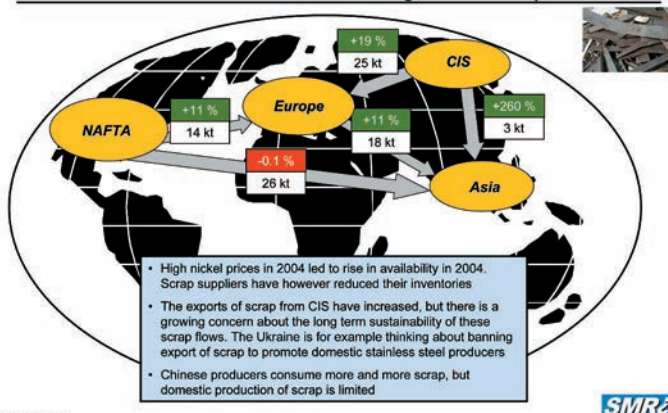 +19 %
25 kt
CIS
+11 %
14 kt
Europe
+11 %
18 kt
+260 %
3 kt
NAFTA
-0.1 %
26 kt
Asia
• High nickel prices in 2004 led to rise in availability in 2004.
Scrap suppliers have however reduced their inventories
• The exports of scrap from CIS have increased, but there is a
growing concern about the long term sustainability of these
scrap flows. The Ukraine is for example thinking about banning
export of scrap to promote domestic stainless steel producers
• Chinese producers consume more and more scrap, but
domestic production of scrap is limited
SMR